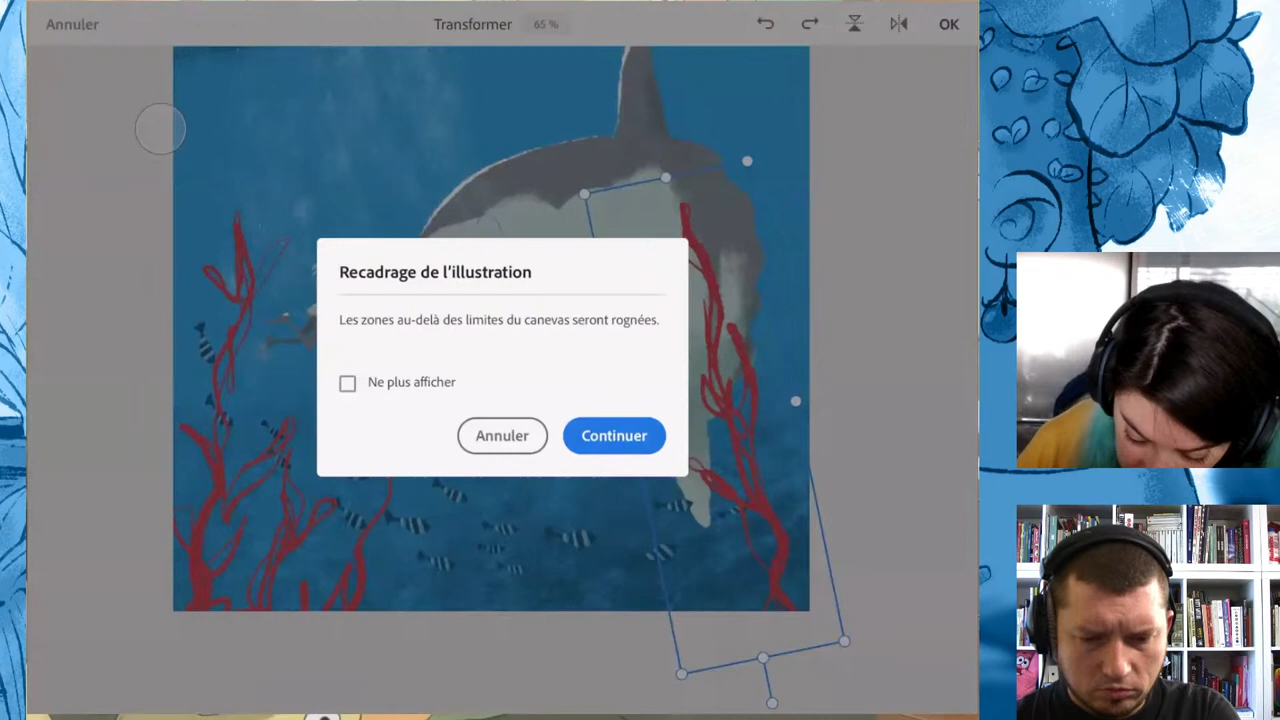 Annuler
Transformer
65 %
OK
Recadrage de l'illustration
Les zones au-delà des limites du canevas seront rognées.
Ne plus afficher
Annuler
Continuer